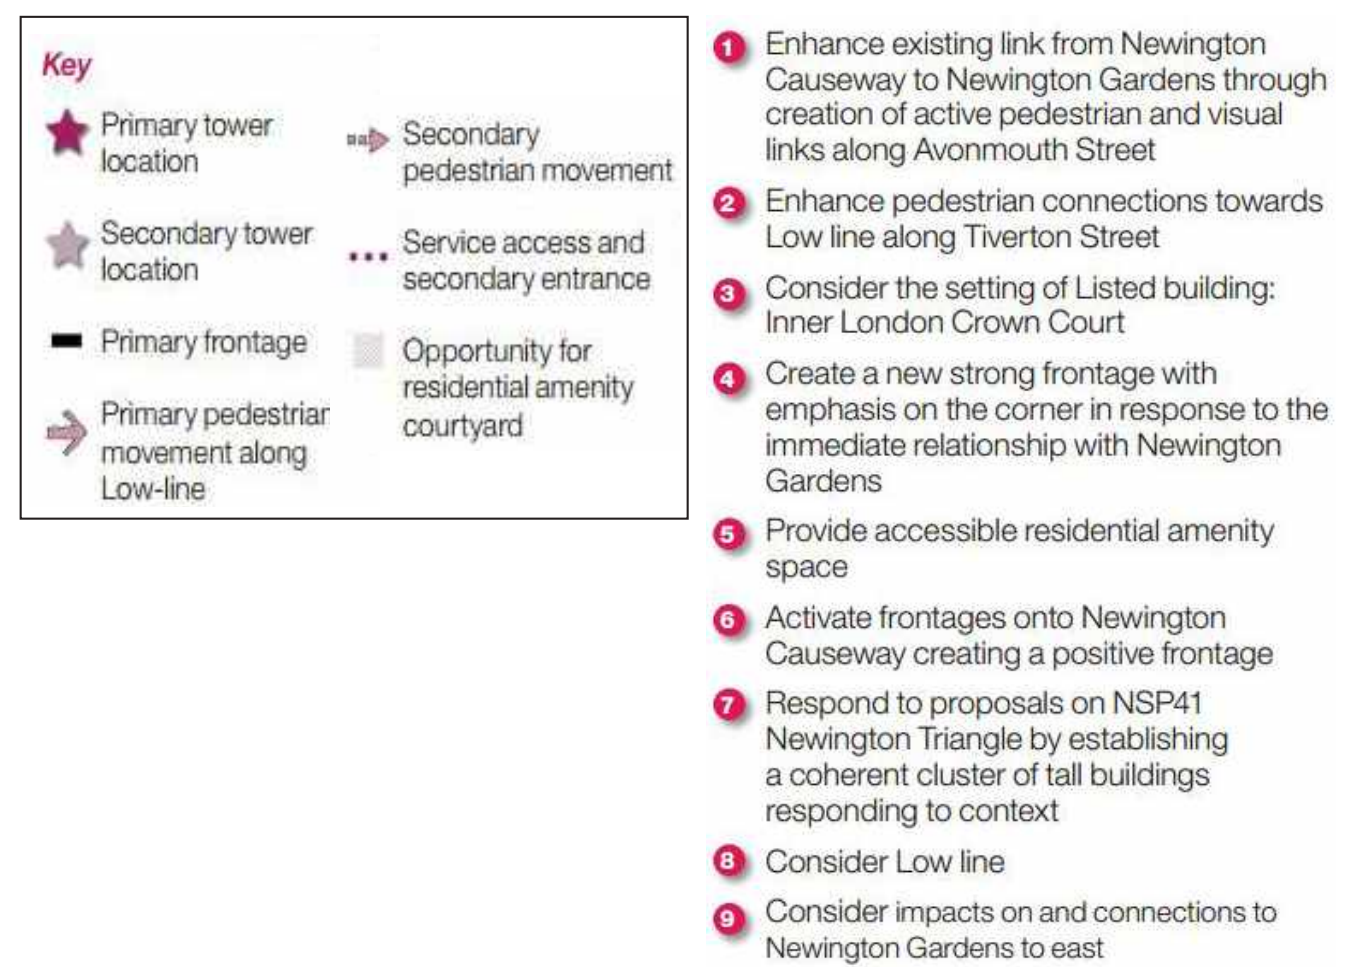 Key
Primary tower
location
Secondary tower
location
Primary frontage
Primary pedestrian
movement along
Low-line
Secondary
pedestrian movement
Service access and
secondary entrance
Opportunity for
residential amenity
courtyard
1 Enhance existing link from Newington
Causeway to Newington Gardens through
creation of active pedestrian and visual
links along Avonmouth Street
2 Enhance pedestrian connections towards
Low line along Tiverton Street
3 Consider the setting of Listed building:
Inner London Crown Court
4 Create a new strong frontage with
emphasis on the corner in response to the
immediate relationship with Newington
Gardens
5 Provide accessible residential amenity
space
6 Activate frontages onto Newington
Causeway creating a positive frontage
7 Respond to proposals on NSP41
Newington Triangle by establishing
a coherent cluster of tall buildings
responding to context
8 Consider Low line
9 Consider impacts on and connections to
Newington Gardens to east